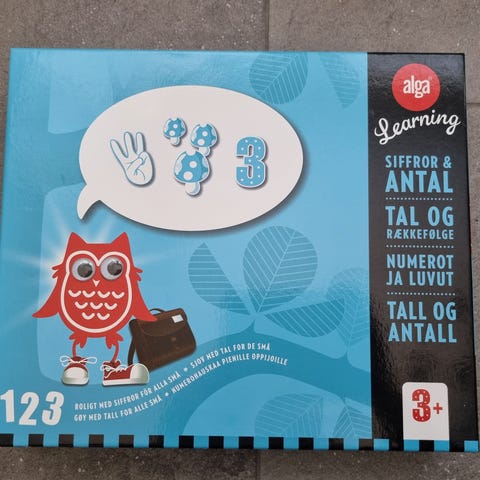 3
alga
Learning
SIFFROR &
ANTAL
TAL OG
RÆKKEFØLGE
NUMEROT
JA LUVUT
TALL OG
ANTALL
3+
123
ROLIGT MED SIFFROR FÖR ALLA SMÅ * SJOV MED TAL FOR DE SMÅ
GØY MED TALL FOR ALLE SMÅ * NUMEROHAUSKAA PIENILLE OPPIJOILLE